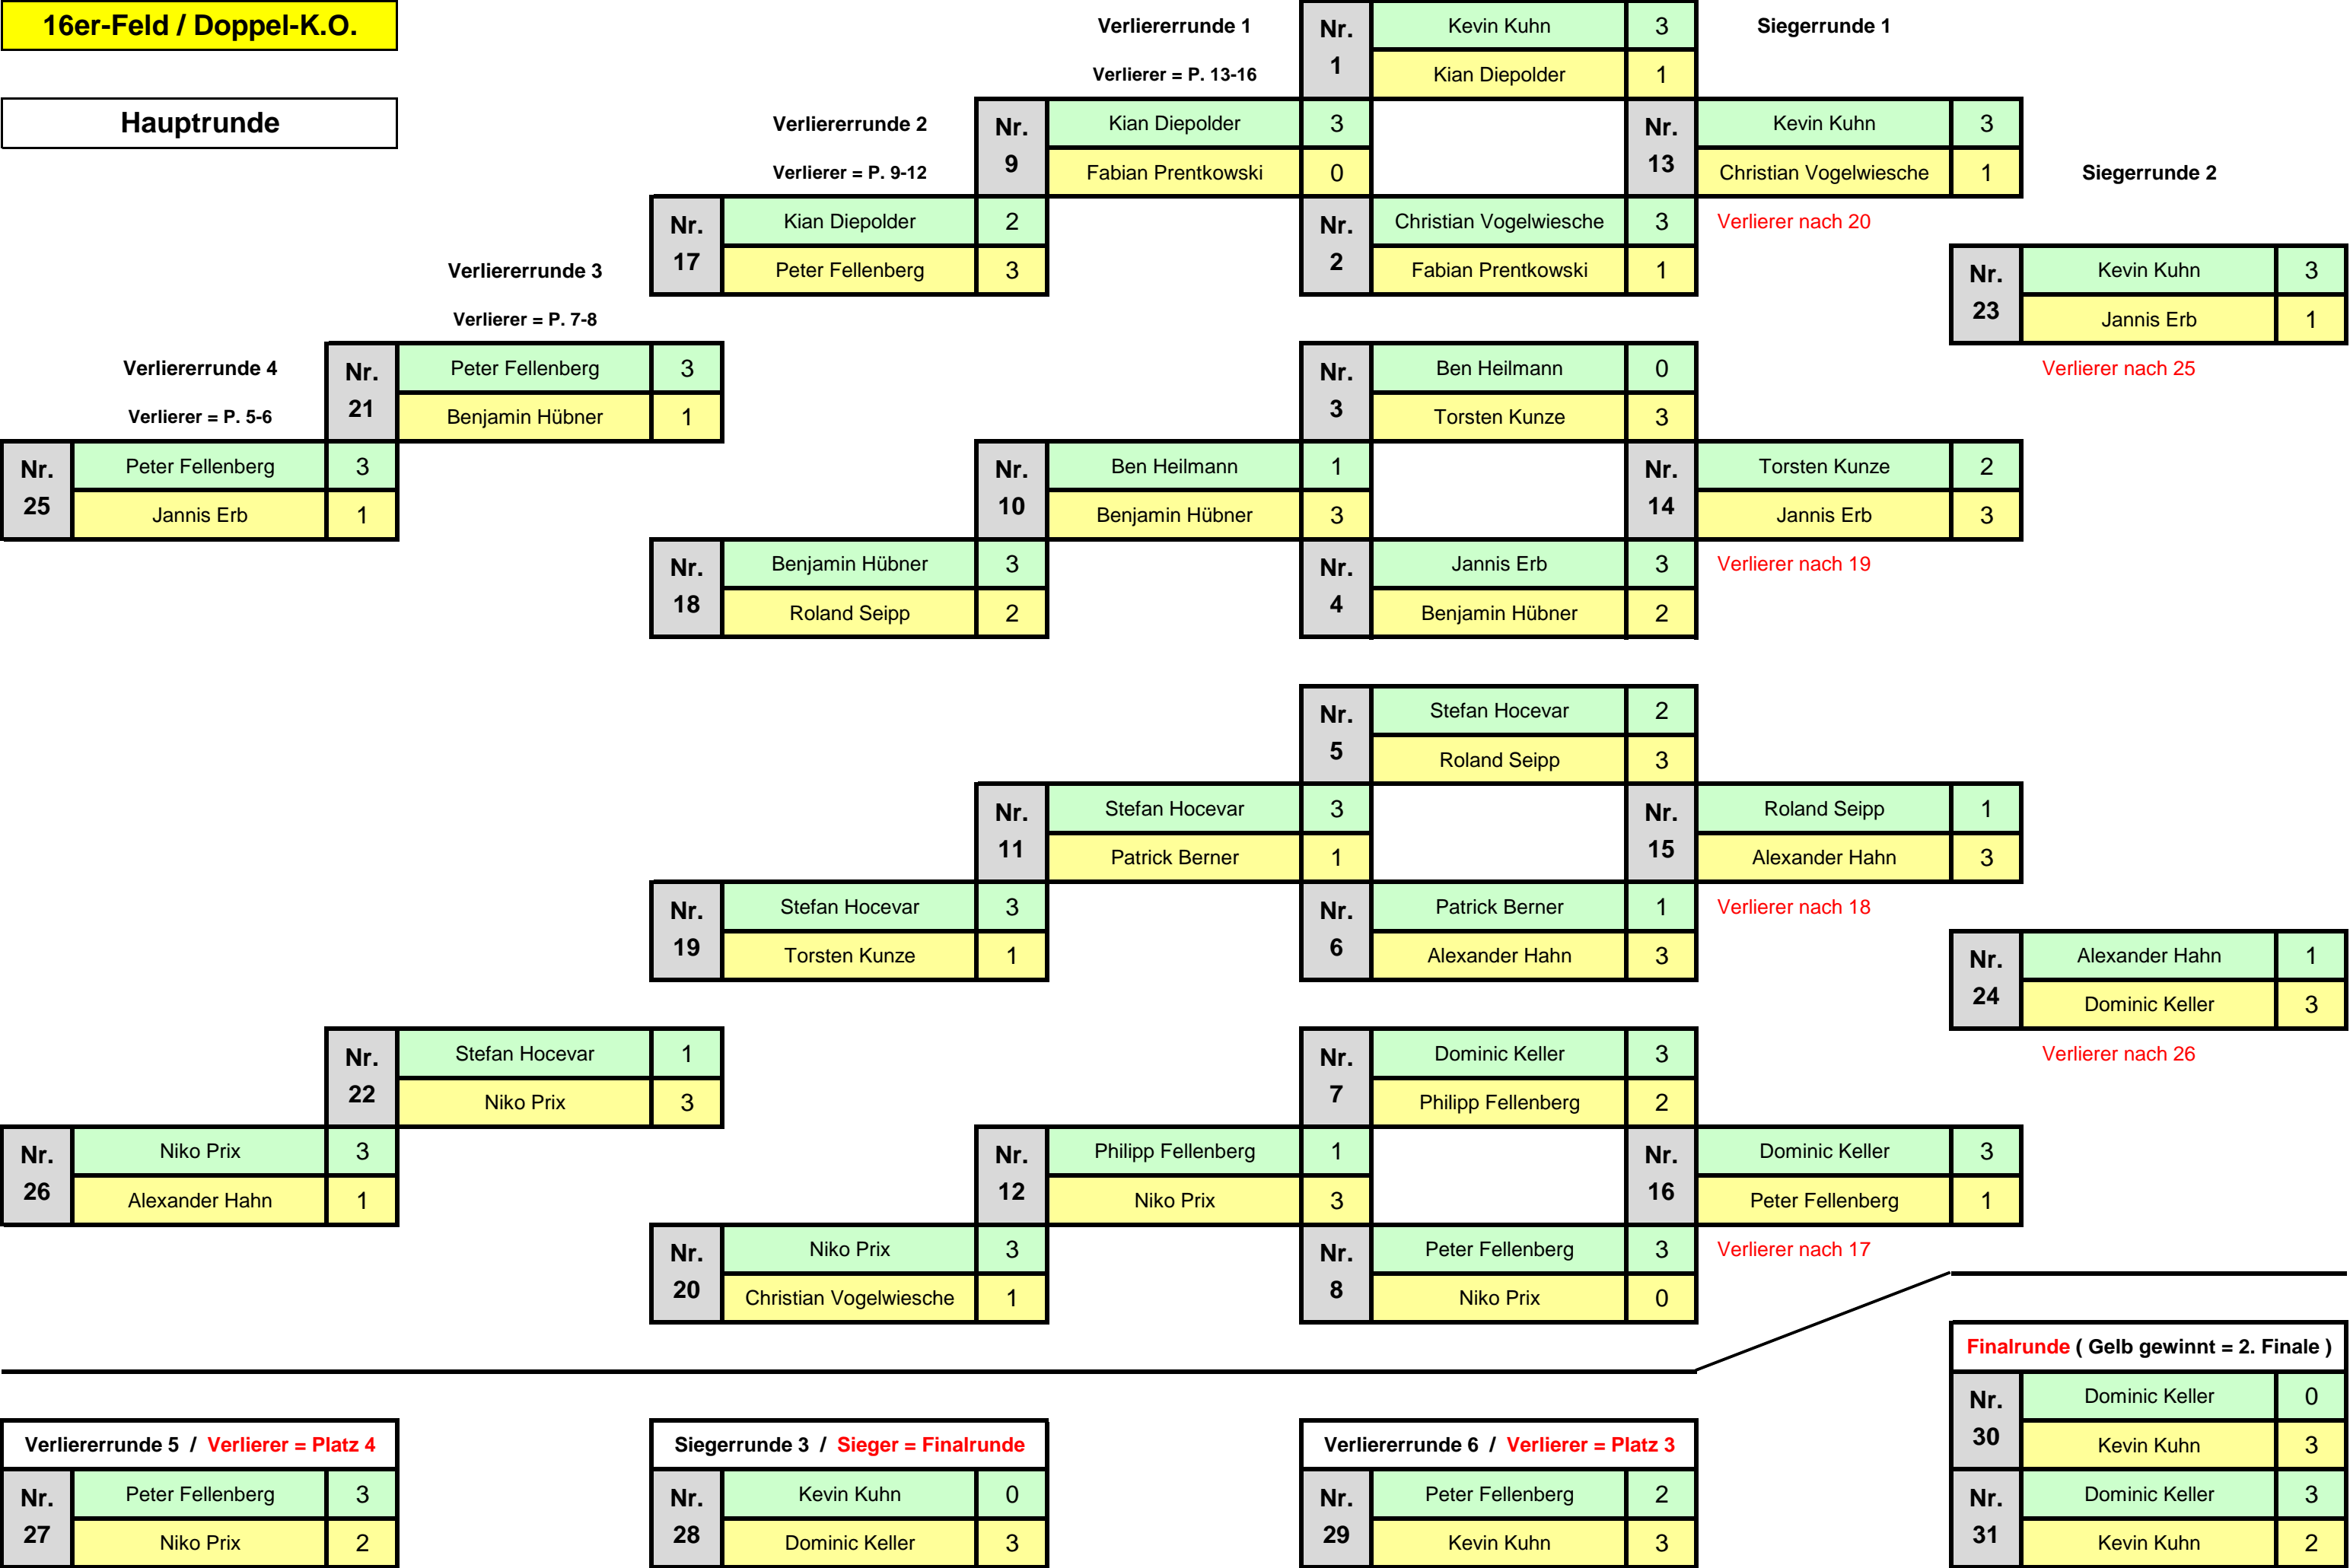 16er-Feld / Doppel-K.O.
Hauptrunde
Verliererrunde 1
Verlierer = P. 13-16
Nr. 1
Kevin Kuhn 3
Kian Diepolder 1
Siegerrunde 1
Verliererrunde 2
Verlierer = P. 9-12
Nr. 9
Kian Diepolder 3
Fabian Prentkowski 0
Nr. 13
Kevin Kuhn 3
Christian Vogelwiesche 1
Siegerrunde 2
Nr. 17
Kian Diepolder 2
Peter Fellenberg 3
Nr. 2
Christian Vogelwiesche 3
Fabian Prentkowski 1
Verlierer nach 20
Verliererrunde 3
Verlierer = P. 7-8
Nr. 23
Kevin Kuhn 3
Jannis Erb 1
Verlierer nach 25
Verliererrunde 4
Verlierer = P. 5-6
Nr. 21
Peter Fellenberg 3
Benjamin Hübner 1
Nr. 3
Ben Heilmann 0
Torsten Kunze 3
Nr. 25
Peter Fellenberg 3
Jannis Erb 1
Nr. 10
Ben Heilmann 1
Benjamin Hübner 3
Nr. 14
Torsten Kunze 2
Jannis Erb 3
Nr. 18
Benjamin Hübner 3
Roland Seipp 2
Nr. 4
Jannis Erb 3
Benjamin Hübner 2
Verlierer nach 19
Nr. 5
Stefan Hocevar 2
Roland Seipp 3
Nr. 11
Stefan Hocevar 3
Patrick Berner 1
Nr. 15
Roland Seipp 1
Alexander Hahn 3
Nr. 19
Stefan Hocevar 3
Torsten Kunze 1
Nr. 6
Patrick Berner 1
Alexander Hahn 3
Verlierer nach 18
Nr. 24
Alexander Hahn 1
Dominic Keller 3
Verlierer nach 26
Nr. 22
Stefan Hocevar 1
Niko Prix 3
Nr. 7
Dominic Keller 3
Philipp Fellenberg 2
Nr. 26
Niko Prix 3
Alexander Hahn 1
Nr. 12
Philipp Fellenberg 1
Niko Prix 3
Nr. 16
Dominic Keller 3
Peter Fellenberg 1
Nr. 20
Niko Prix 3
Christian Vogelwiesche 1
Nr. 8
Peter Fellenberg 3
Niko Prix 0
Verlierer nach 17
Finalrunde ( Gelb gewinnt = 2. Finale )
Nr. 30
Dominic Keller 0
Kevin Kuhn 3
Verliererrunde 5 / Verlierer = Platz 4
Nr. 27
Peter Fellenberg 3
Niko Prix 2
Siegerrunde 3 / Sieger = Finalrunde
Nr. 28
Kevin Kuhn 0
Dominic Keller 3
Verliererrunde 6 / Verlierer = Platz 3
Nr. 29
Peter Fellenberg 2
Kevin Kuhn 3
Nr. 31
Dominic Keller 3
Kevin Kuhn 2